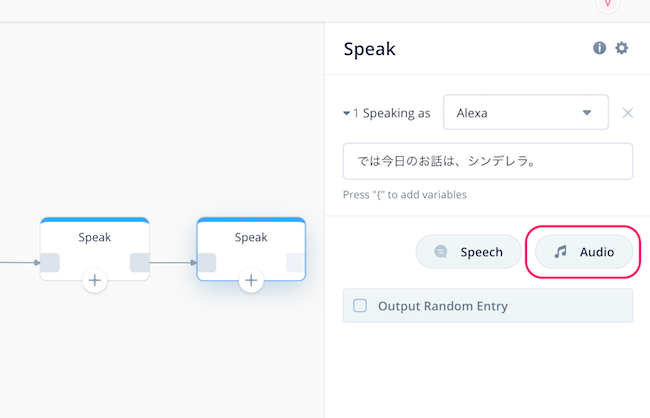 V
Speak
1 Speaking as
Alexa
では今日のお話は、シンデレラ。
Press "{" to add variables
Speak
Speak
Speech
Audio
Output Random Entry